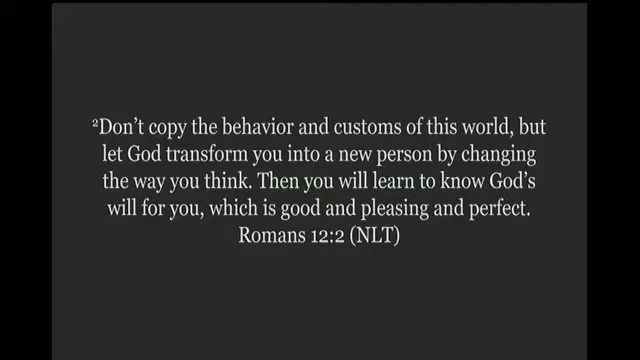 ²Don’t copy the behavior and customs of this world, but
let God transform you into a new person by changing
the way you think. Then you will learn to know God’s
will for you, which is good and pleasing and perfect.
Romans 12:2 (NLT)